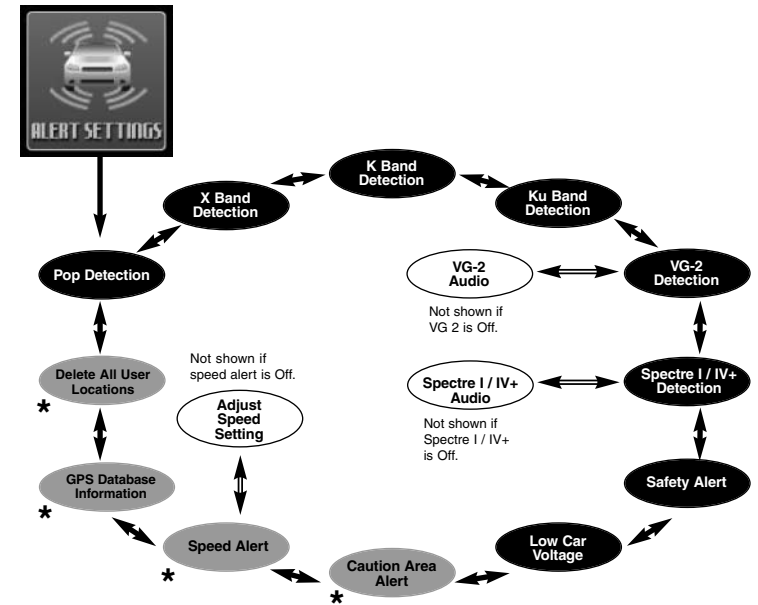 ALERT SETTINGS
K Band
Detection
X Band
Detection
Ku Band
Detection
Pop Detection
VG-2
Audio
VG-2
Detection
Not shown if
VG 2 is Off.
Not shown if
speed alert is Off.
Delete All User
Locations
*
Spectre I / IV+
Audio
Spectre I / IV+
Detection
Adjust
Speed
Setting
Not shown if
Spectre I / IV+
is Off.
GPS Database
Information
*
Safety Alert
Speed Alert
*
Low Car
Voltage
Caution Area
Alert
*